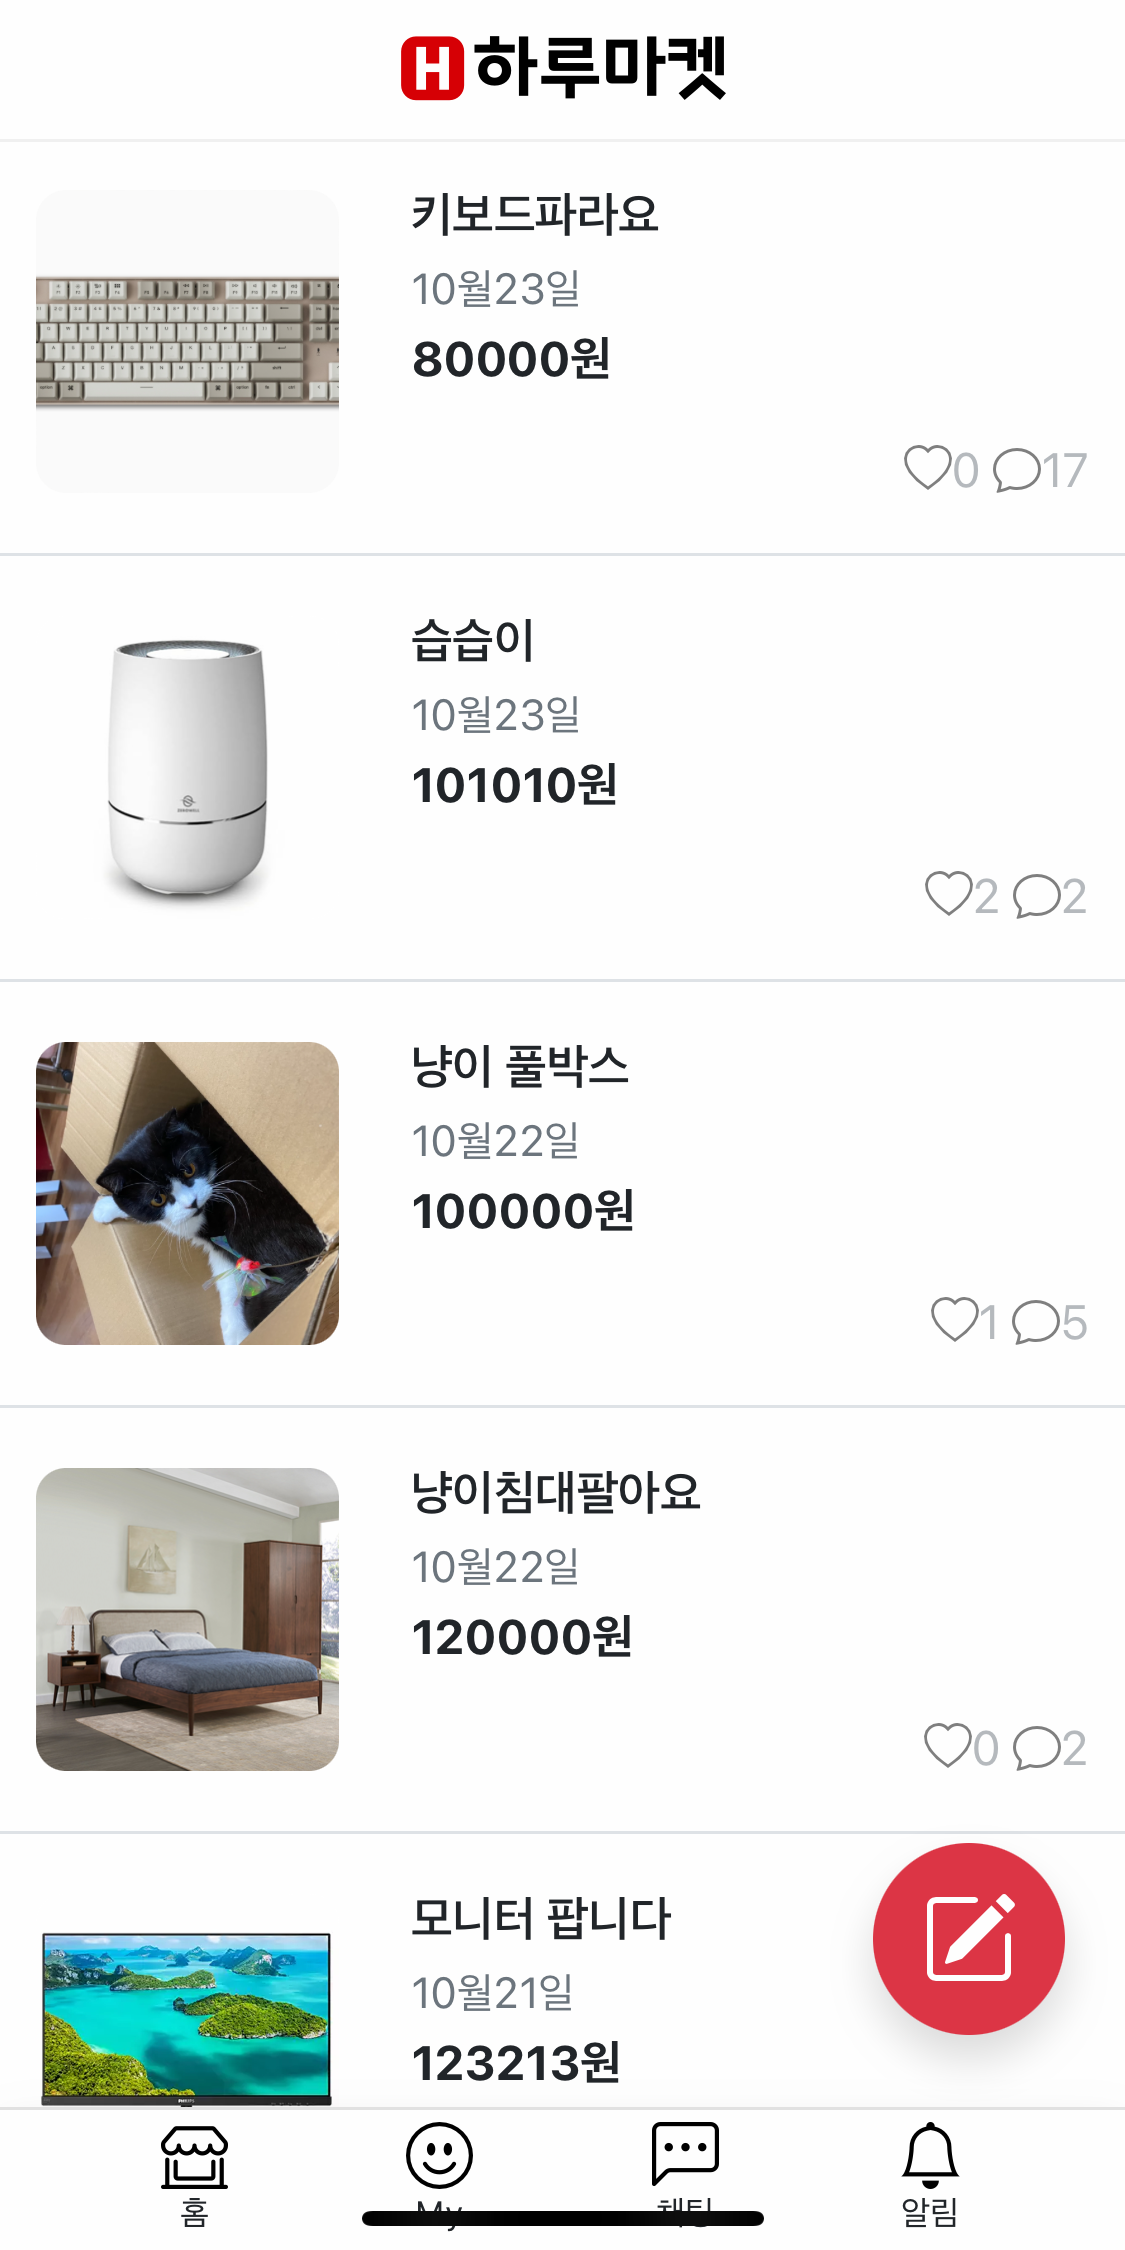 H 하루마켓
키보드파라요
10월23일
80000원
0 17
습습이
10월23일
101010원
2 2
냥이 풀박스
10월22일
100000원
1 5
냥이침대팔아요
10월22일
120000원
0 2
모니터 팝니다
10월21일
123213원
홈 My 채팅 알림